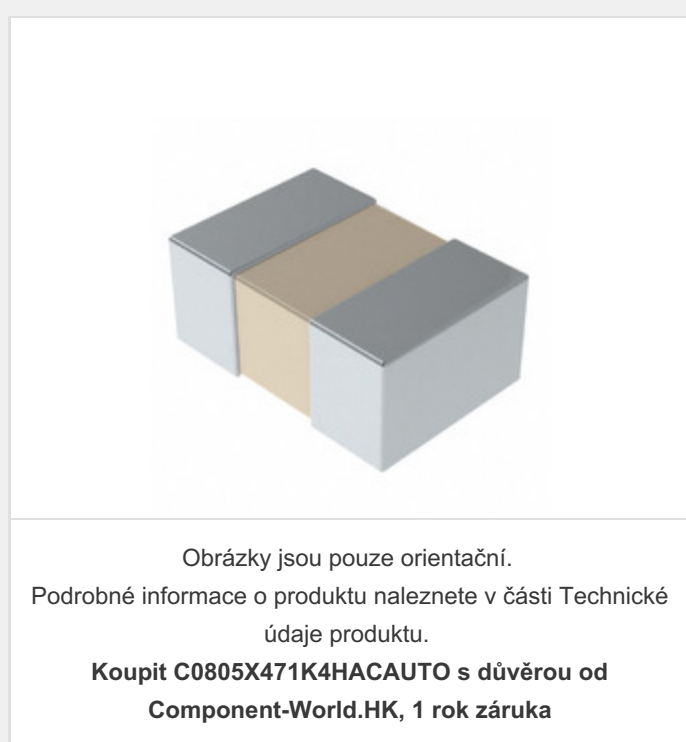 Obrázky jsou pouze orientační.
Podrobné informace o produktu naleznete v části Technické
údaje produktu.
Koupit C0805X471K4HACAUTO s důvěrou od
Component-World.HK, 1 rok záruka